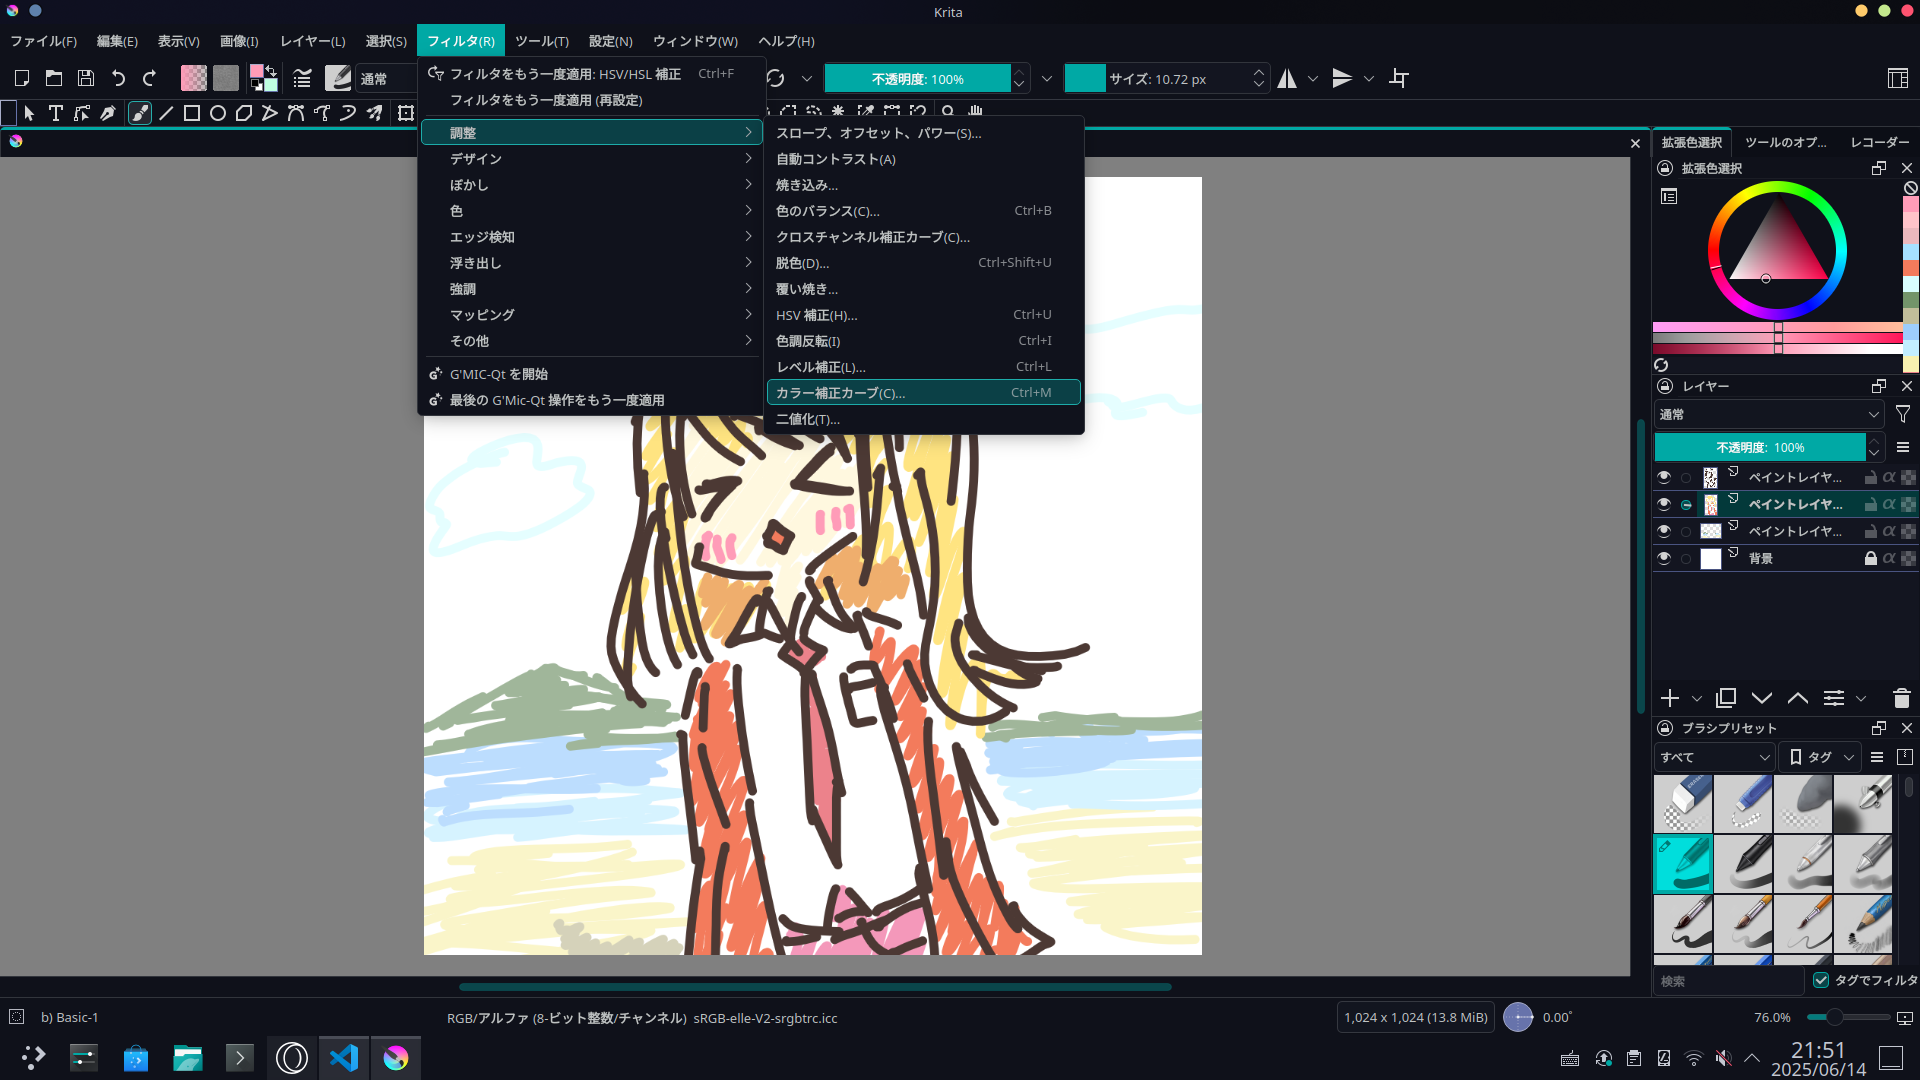 Krita
ファイル(F) 編集(E) 表示(V) 画像(I) レイヤー(L) 選択(S) フィルタ(R) ツール(T) 設定(N) ウィンドウ(W) ヘルプ(H)
通常
不透明度: 100%
サイズ: 10.72 px
フィルタをもう一度適用: HSV/HSL 補正 Ctrl+F
フィルタをもう一度適用 (再設定)
調整
デザイン
ぼかし
色
エッジ検知
浮き出し
強調
マッピング
その他
G'MIC-Qt を開始
最後の G'Mic-Qt 操作をもう一度適用
スロープ、オフセット、パワー(S)...
自動コントラスト(A)
焼き込み...
色のバランス(C)... Ctrl+B
クロスチャンネル補正カーブ(C)...
脱色(D)... Ctrl+Shift+U
覆い焼き...
HSV 補正(H)... Ctrl+U
色調反転(I) Ctrl+I
レベル補正(L)... Ctrl+L
カラー補正カーブ(C)... Ctrl+M
二値化(T)...
拡張色選択 ツールのオプ... レコーダー
拡張色選択
レイヤー
通常
不透明度: 100%
ペイントレイヤ...
ペイントレイヤ...
ペイントレイヤ...
背景
ブラシプリセット
すべて タグ
検索 タグでフィルタ
b) Basic-1
RGB/アルファ (8-ビット整数/チャンネル) sRGB-elle-V2-srgbtrc.icc
1,024 x 1,024 (13.8 MiB)
0.00°
76.0%
21:51
2025/06/14